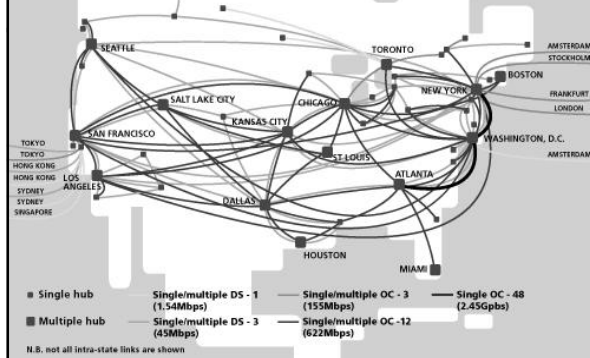 SEATTLE
TORONTO
AMSTERDAM
STOCKHOLM
BOSTON
NEW YORK
FRANKFURT
LONDON
SALT LAKE CITY
CHICAGO
KANSAS CITY
SAN FRANCISCO
WASHINGTON, D.C.
TOKYO
TOKYO
HONG KONG
HONG KONG
SYDNEY
SYDNEY
SINGAPORE
ST LOUIS
AMSTERDAM
LOS
ANGELES
ATLANTA
DALLAS
HOUSTON
MIAMI
Single hub
Single/multiple DS - 1
(1.54Mbps)
Single/multiple OC - 3
(155Mbps)
Single OC - 48
(2.45Gpbs)
Multiple hub
Single/multiple DS - 3
(45Mbps)
Single/multiple OC -12
(622Mbps)
N.B. not all intra-state links are shown